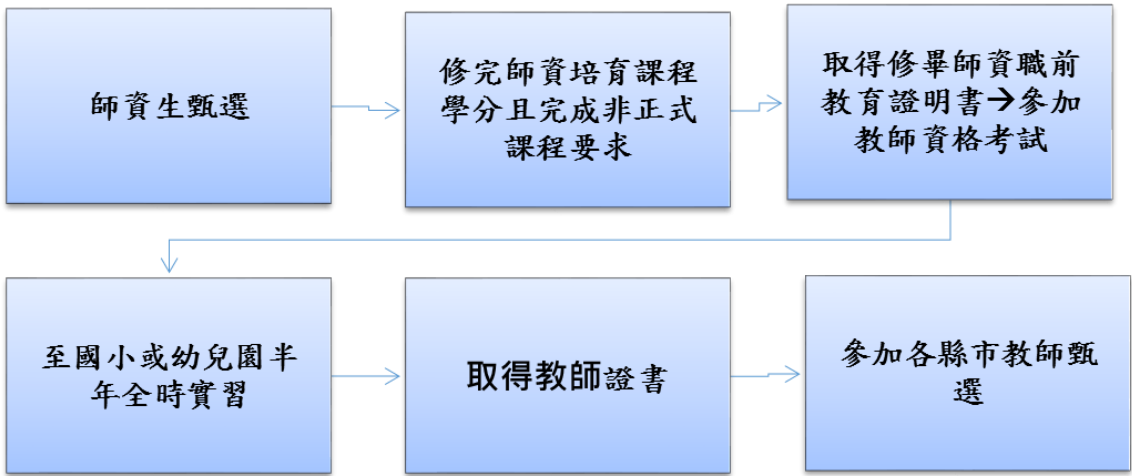 師資生甄選
修完師資培育課程
學分且完成非正式
課程要求
取得修畢師資職前
教育證明書→參加
教師資格考試
至國小或幼兒園半
年全時實習
取得教師證書
參加各縣市教師甄
選